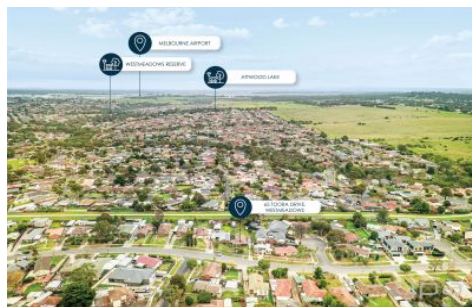 MELBOURNE AIRPORT
WESTMEADOWS RESERVE
ATTWOOD LAKE
65 TOORA DRIVE,
WESTMEADOWS